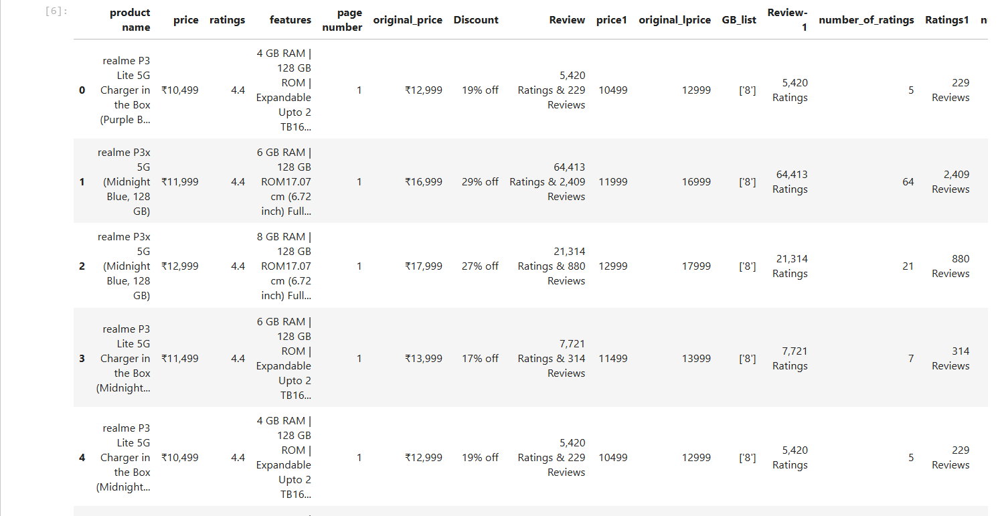 [6]:
product name price ratings features page number original_price Discount Review price1 original_lprice GB_list Review-1 number_of_ratings Ratings1
0 realme P3 Lite 5G Charger in the Box (Purple B... ₹10,499 4.4 4 GB RAM | 128 GB ROM | Expandable Upto 2 TB16... 1 ₹12,999 19% off 5,420 Ratings & 229 Reviews 10499 12999 ['8'] 5,420 Ratings 5 229 Reviews
1 realme P3x 5G (Midnight Blue, 128 GB) ₹11,999 4.4 6 GB RAM | 128 GB ROM17.07 cm (6.72 inch) Full... 1 ₹16,999 29% off 64,413 Ratings & 2,409 Reviews 11999 16999 ['8'] 64,413 Ratings 64 2,409 Reviews
2 realme P3x 5G (Midnight Blue, 128 GB) ₹12,999 4.4 8 GB RAM | 128 GB ROM17.07 cm (6.72 inch) Full... 1 ₹17,999 27% off 21,314 Ratings & 880 Reviews 12999 17999 ['8'] 21,314 Ratings 21 880 Reviews
3 realme P3 Lite 5G Charger in the Box (Midnight... ₹11,499 4.4 6 GB RAM | 128 GB ROM | Expandable Upto 2 TB16... 1 ₹13,999 17% off 7,721 Ratings & 314 Reviews 11499 13999 ['8'] 7,721 Ratings 7 314 Reviews
4 realme P3 Lite 5G Charger in the Box (Midnight... ₹10,499 4.4 4 GB RAM | 128 GB ROM | Expandable Upto 2 TB16... 1 ₹12,999 19% off 5,420 Ratings & 229 Reviews 10499 12999 ['8'] 5,420 Ratings 5 229 Reviews